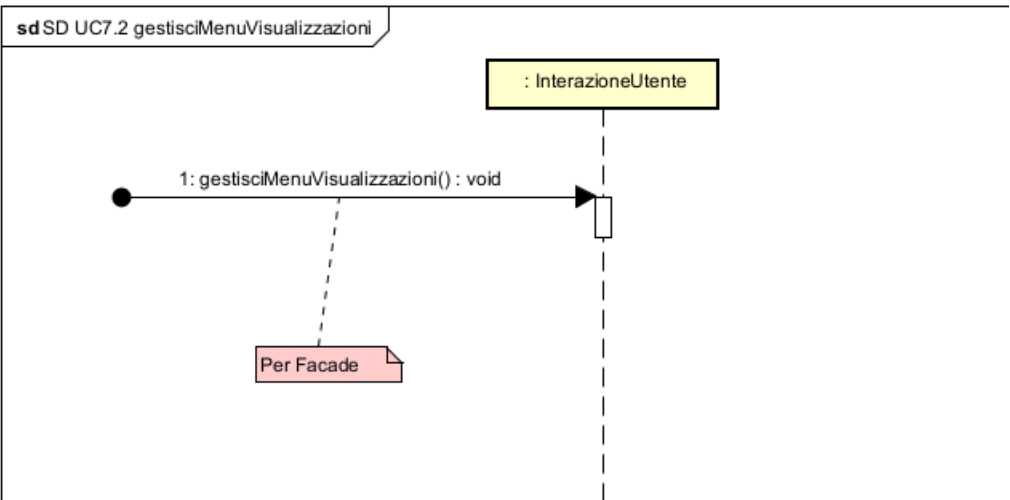 sd SD UC7.2 gestisciMenuVisualizzazioni
: InterazioneUtente
1: gestisciMenuVisualizzazioni() : void
Per Facade